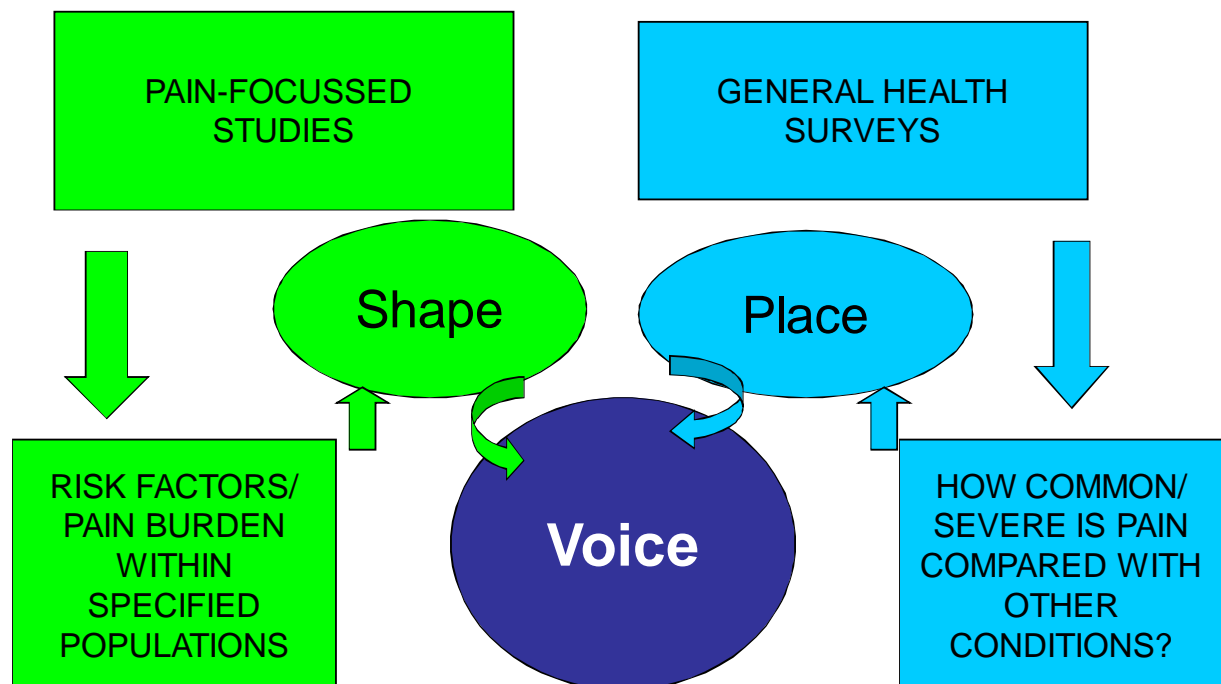 PAIN-FOCUSSED
STUDIES
GENERAL HEALTH
SURVEYS
Shape
Place
RISK FACTORS/
PAIN BURDEN
WITHIN
SPECIFIED
POPULATIONS
Voice
HOW COMMON/
SEVERE IS PAIN
COMPARED WITH
OTHER
CONDITIONS?